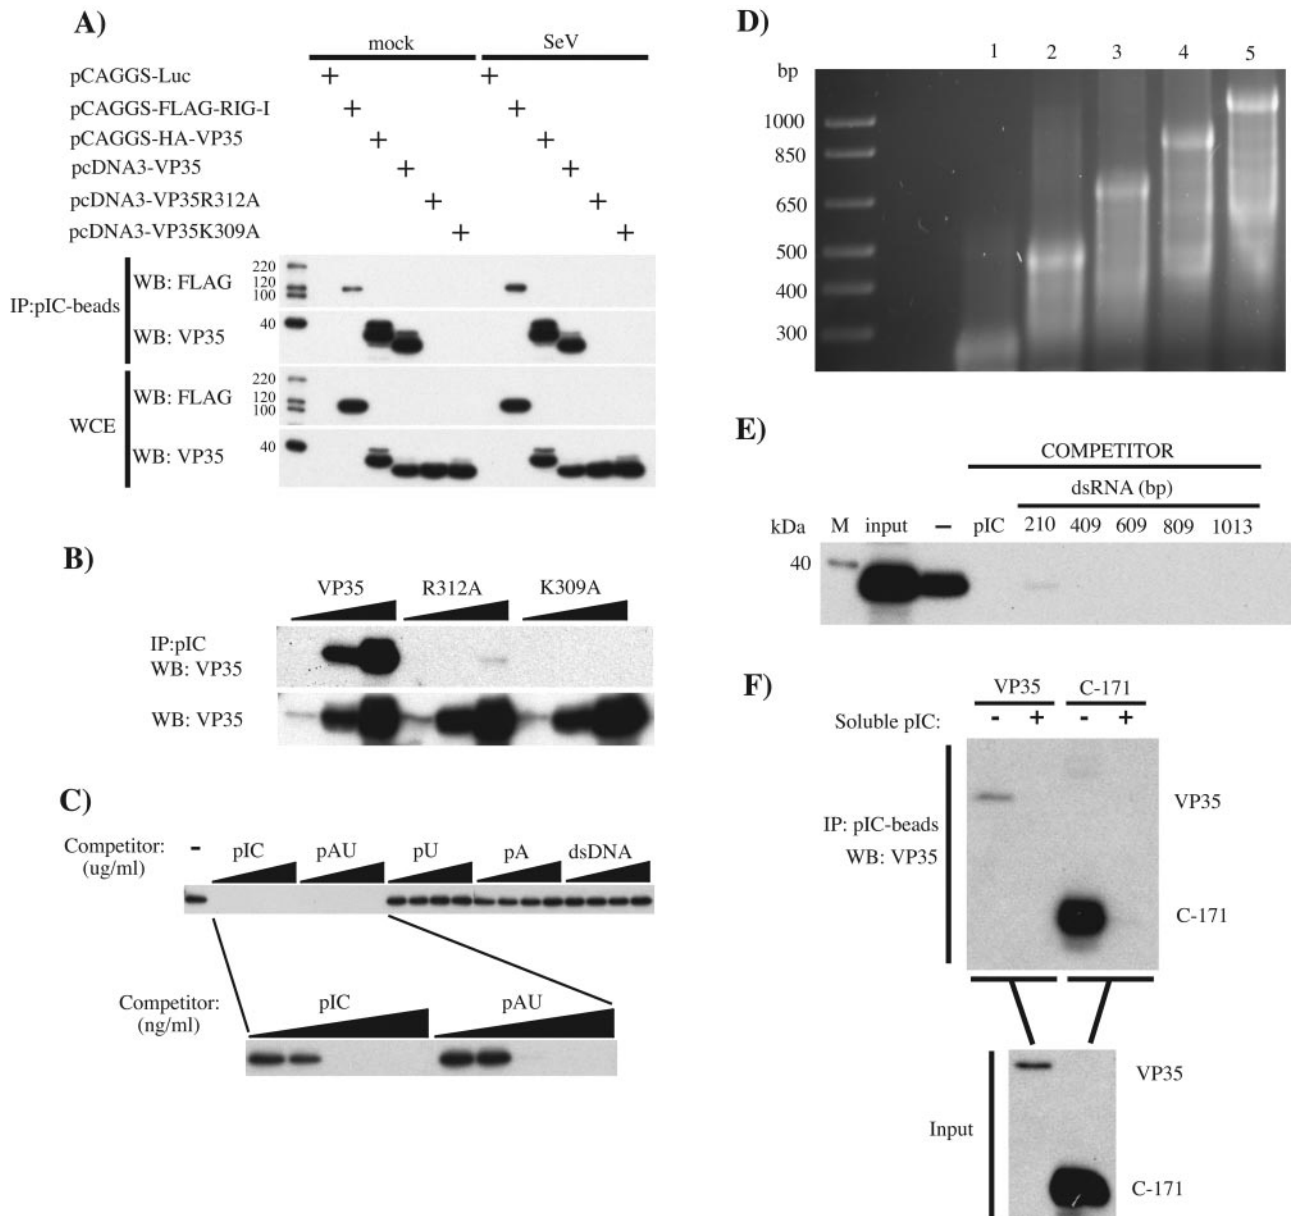 A)
mock SeV
pCAGGS-Luc + +
pCAGGS-FLAG-RIG-I + +
pCAGGS-HA-VP35 + +
pcDNA3-VP35 + +
pcDNA3-VP35R312A + +
pcDNA3-VP35K309A + +
IP:pIC-beads
WB: FLAG 220 120 100
WB: VP35 40
WCE
WB: FLAG 220 120 100
WB: VP35 40
B)
VP35 R312A K309A
IP:pIC
WB: VP35
WB: VP35
C)
Competitor: - pIC pAU pU pA dsDNA
(ug/ml)
Competitor: pIC pAU
(ng/ml)
D)
1 2 3 4 5
bp
1000
850
650
500
400
300
E)
COMPETITOR
dsRNA (bp)
kDa M input – pIC 210 409 609 809 1013
40
F)
VP35 C-171
Soluble pIC: - + - +
VP35
IP: pIC-beads
WB: VP35
C-171
VP35
Input
C-171